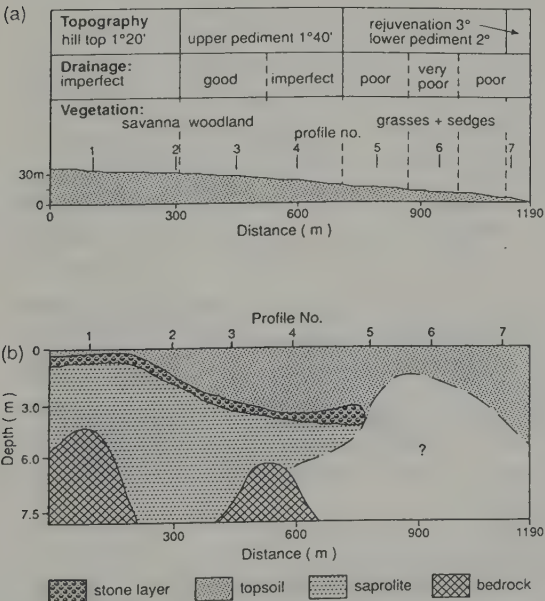 (a)
Topography
hill top 1°20'
upper pediment 1°40'
rejuvenation 3°
lower pediment 2°
Drainage:
imperfect
good
imperfect
poor
very
poor
poor
Vegetation:
savanna woodland
grasses + sedges
profile no.
1 2 3 4 5 6 7
30m
0
0 300 600 900 1190
Distance ( m )
Profile No.
1 2 3 4 5 6 7
(b)
0
3.0
6.0
7.5
Depth ( m )
?
300 600 900 1190
Distance ( m )
stone layer
topsoil
saprolite
bedrock